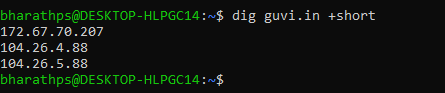 bharathps@DESKTOP-HLPGC14:~$ dig guvi.in +short
172.67.70.207
104.26.4.88
104.26.5.88
bharathps@DESKTOP-HLPGC14:~$